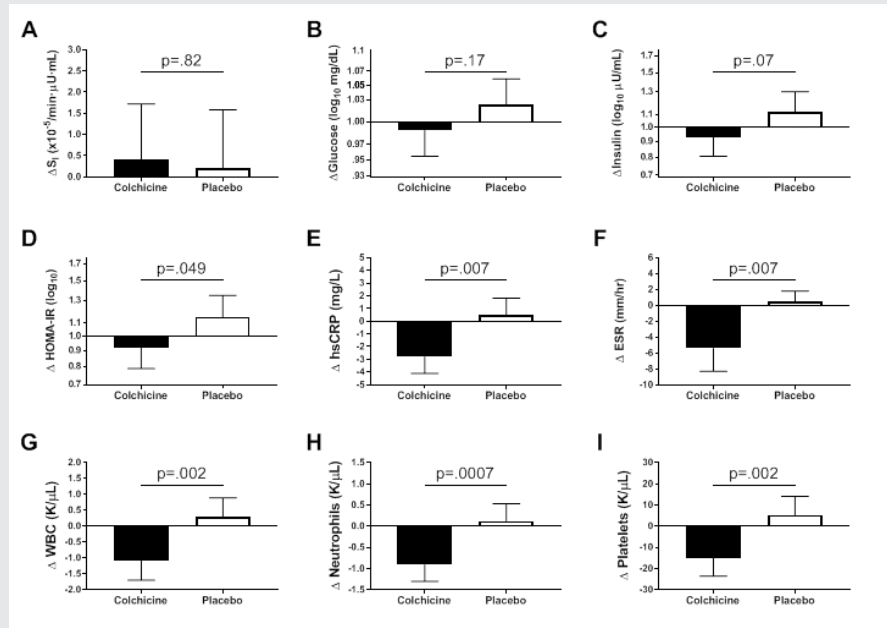 A
ΔSI (x10-5/min·μU·mL)
3.0
2.5
2.0
1.5
1.0
0.5
0.0
p=.82
Colchicine Placebo
B
ΔGlucose (log10 mg/dL)
1.1
1.07
1.05
1.03
1.00
0.97
.95
.93
p=.17
Colchicine Placebo
C
ΔInsulin (log10 μU/mL)
1.7
1.3
1.1
1.0
0.9
0.7
p=.07
Colchicine Placebo
D
Δ HOMA-IR (log10)
1.7
1.3
1.1
1.0
0.9
0.8
0.7
p=.049
Colchicine Placebo
E
Δ hsCRP (mg/L)
5
4
3
2
1
0
-1
-2
-3
-4
-5
p=.007
Colchicine Placebo
F
Δ ESR (mm/hr)
6
4
2
0
-2
-4
-6
-8
-10
p=.007
Colchicine Placebo
G
Δ WBC (K/μL)
2.0
1.5
1.0
0.5
0.0
-0.5
-1.0
-1.5
-2.0
p=.002
Colchicine Placebo
H
Δ Neutrophils (K/μL)
1.5
1.0
0.5
0.0
-0.5
-1.0
-1.5
p=.0007
Colchicine Placebo
I
Δ Platelets (K/μL)
30
20
10
0
-10
-20
-30
p=.002
Colchicine Placebo